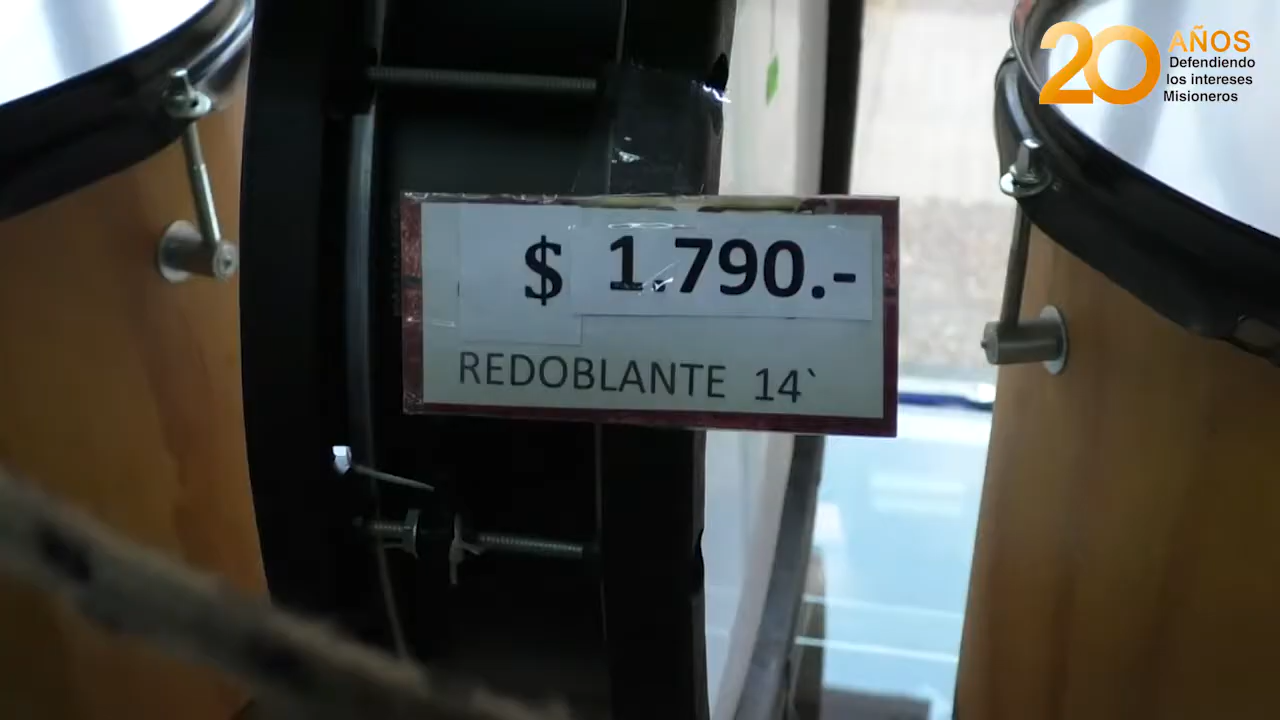 20 AÑOS
Defendiendo
los intereses
Misioneros
$ 1.790.-
REDOBLANTE 14`